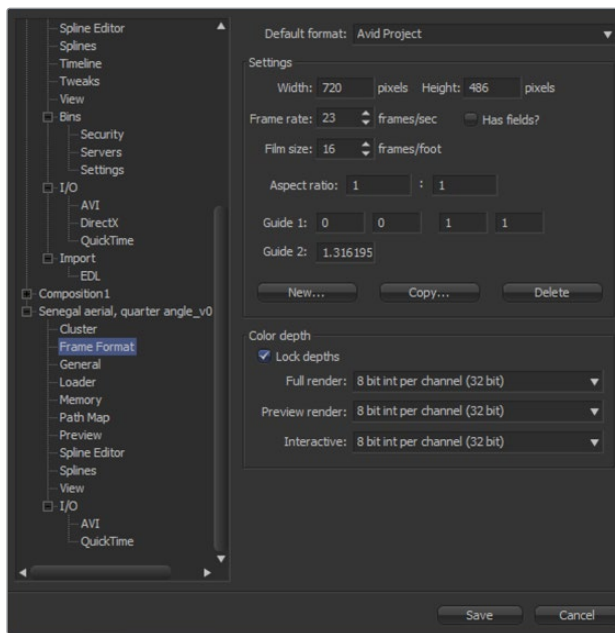 Spline Editor
Splines
Timeline
Tweaks
View
Bins
Security
Servers
Settings
I/O
AVI
DirectX
QuickTime
Import
EDL
Composition1
Senegal aerial, quarter angle_v0
Cluster
Frame Format
General
Loader
Memory
Path Map
Preview
Spline Editor
Splines
View
I/O
AVI
QuickTime
Default format: Avid Project
Settings
Width: 720 pixels Height: 486 pixels
Frame rate: 23 frames/sec Has fields?
Film size: 16 frames/foot
Aspect ratio: 1 : 1
Guide 1: 0 0 1 1
Guide 2: 1.316195
New... Copy... Delete
Color depth
Lock depths
Full render: 8 bit int per channel (32 bit)
Preview render: 8 bit int per channel (32 bit)
Interactive: 8 bit int per channel (32 bit)
Save Cancel